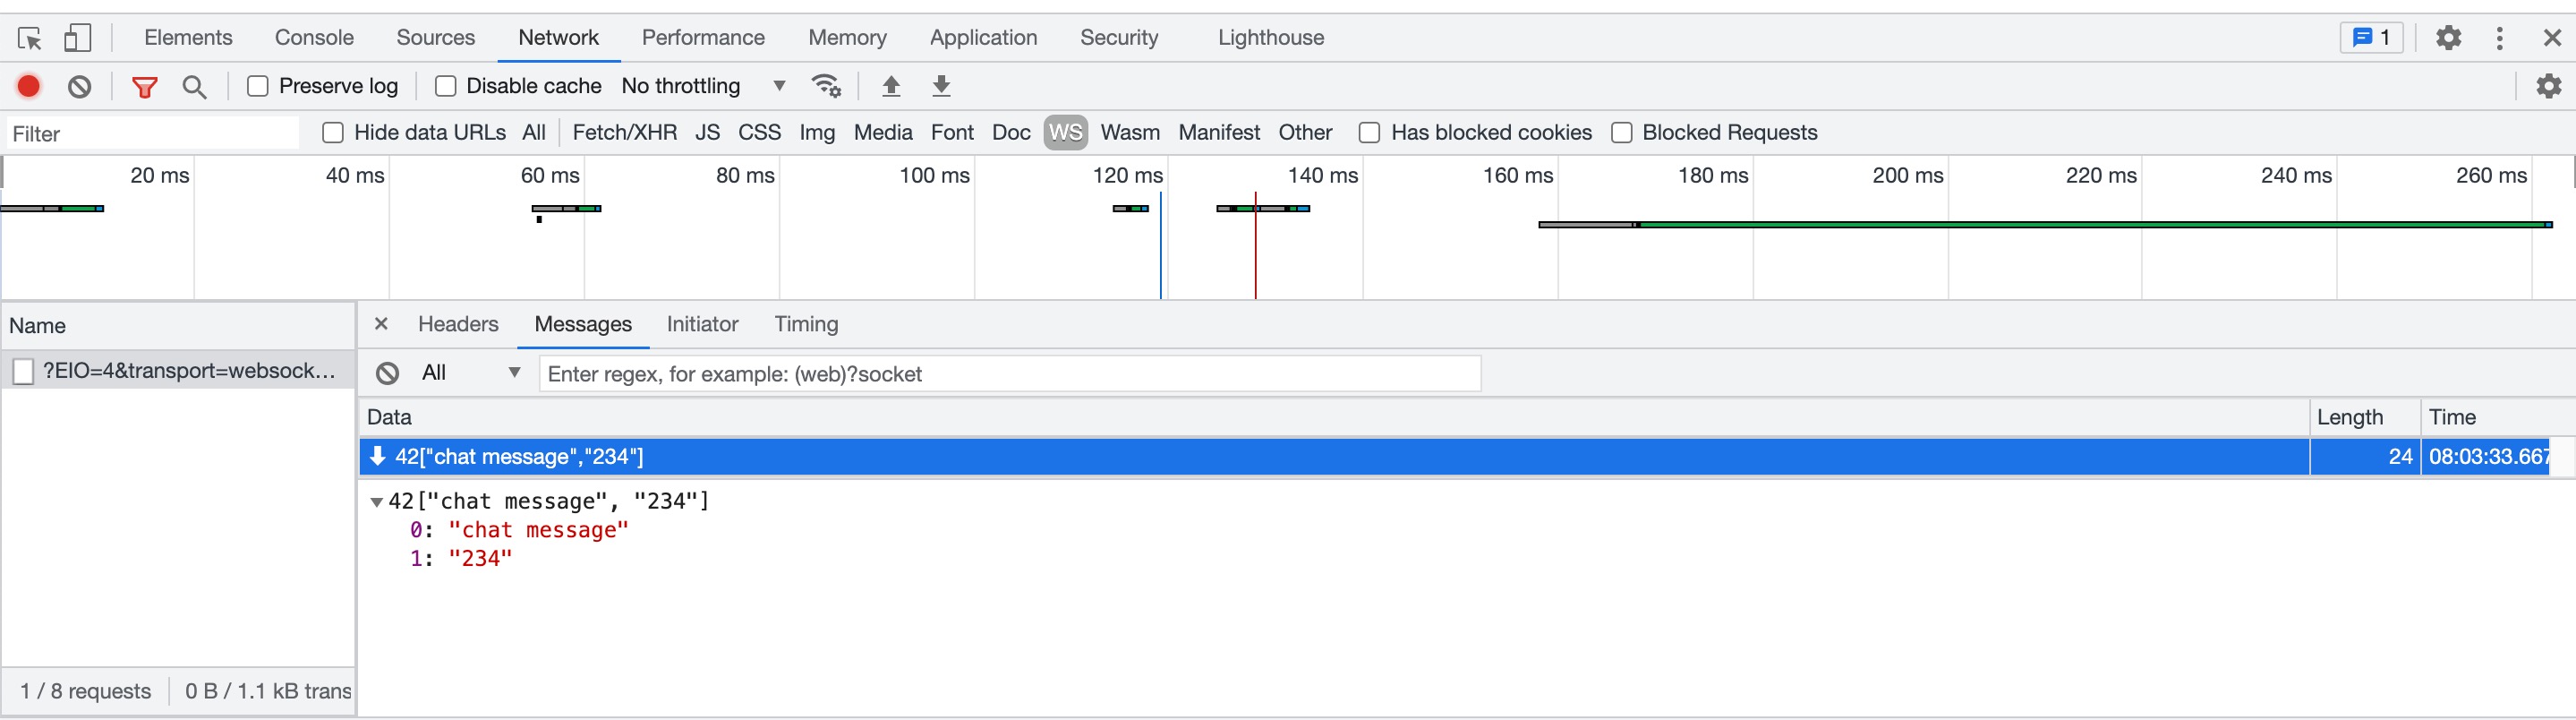 Elements Console Sources Network Performance Memory Application Security Lighthouse 1
Preserve log Disable cache No throttling
Filter Hide data URLs All Fetch/XHR JS CSS Img Media Font Doc WS Wasm Manifest Other Has blocked cookies Blocked Requests
20 ms 40 ms 60 ms 80 ms 100 ms 120 ms 140 ms 160 ms 180 ms 200 ms 220 ms 240 ms 260 ms
Name
?EIO=4&transport=websock...
1 / 8 requests 0 B / 1.1 kB trans
Headers Messages Initiator Timing
All Enter regex, for example: (web)?socket
Data Length Time
42["chat message","234"] 24 08:03:33.667
42["chat message", "234"]
0: "chat message"
1: "234"